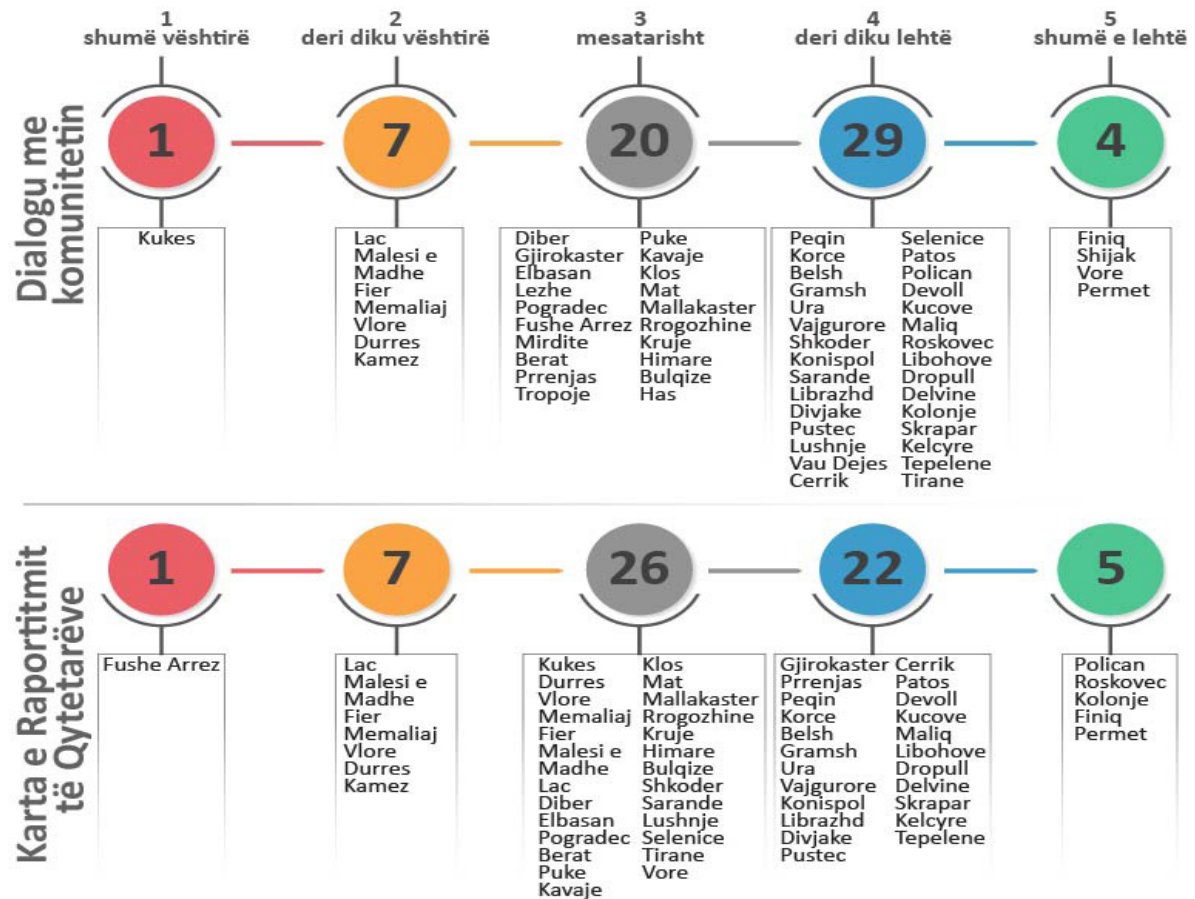 1
shumë vështirë
2
deri diku vështirë
3
mesatarisht
4
deri diku lehtë
5
shumë e lehtë
Dialogu me
komunitetin
1
7
20
29
4
Kukes
Lac
Malesi e
Madhe
Fier
Memaliaj
Vlore
Durres
Kamez
Diber
Gjirokaster
Elbasan
Lezhe
Pogradec
Fushe Arrez
Mirdite
Berat
Prrenjas
Tropoje
Puke
Kavaje
Klos
Mat
Mallakaster
Rrogozhine
Kruje
Himare
Bulqize
Has
Peqin
Korce
Belsh
Gramsh
Ura
Vajgurore
Shkoder
Konispol
Sarande
Librazhd
Divjake
Pustec
Lushnje
Vau Dejes
Cerrik
Selenice
Patos
Polican
Devoll
Kucove
Maliq
Roskovec
Libohove
Dropull
Delvine
Kolonje
Skrapar
Kelcyre
Tepelene
Tirane
Finiq
Shijak
Vore
Permet
Karta e Raportitmit
të Qytetarëve
1
7
26
22
5
Fushe Arrez
Lac
Malesi e
Madhe
Fier
Memaliaj
Vlore
Durres
Kamez
Kukes
Durres
Vlore
Memaliaj
Fier
Malesi e
Madhe
Lac
Diber
Elbasan
Pogradec
Berat
Puke
Kavaje
Klos
Mat
Mallakaster
Rrogozhine
Kruje
Himare
Bulqize
Shkoder
Sarande
Lushnje
Selenice
Tirane
Vore
Gjirokaster
Prrenjas
Peqin
Korce
Belsh
Gramsh
Ura
Vajgurore
Konispol
Librazhd
Divjake
Pustec
Cerrik
Patos
Devoll
Kucove
Maliq
Libohove
Dropull
Delvine
Skrapar
Kelcyre
Tepelene
Polican
Roskovec
Kolonje
Finiq
Permet